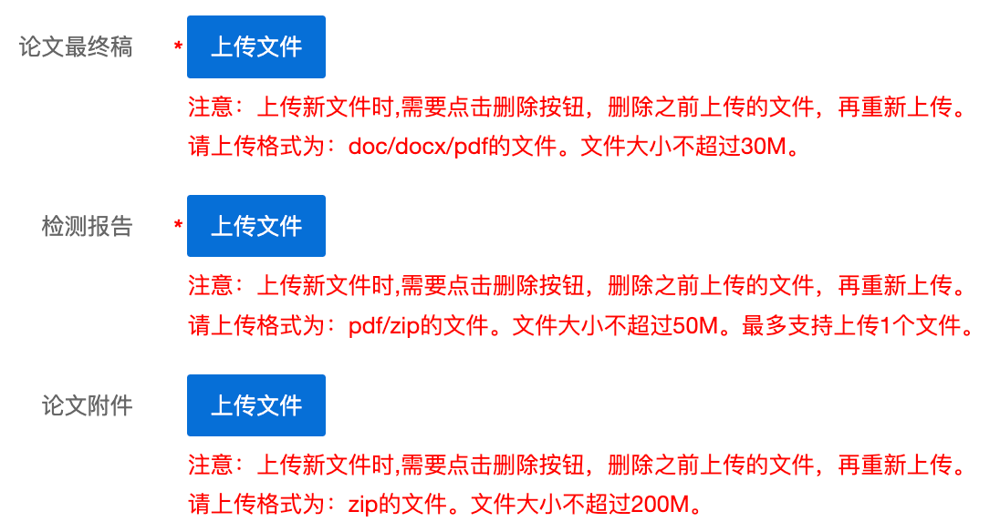 论文最终稿 * 上传文件
注意：上传新文件时,需要点击删除按钮，删除之前上传的文件，再重新上传。
请上传格式为：doc/docx/pdf的文件。文件大小不超过30M。
检测报告 * 上传文件
注意：上传新文件时,需要点击删除按钮，删除之前上传的文件，再重新上传。
请上传格式为：pdf/zip的文件。文件大小不超过50M。最多支持上传1个文件。
论文附件 上传文件
注意：上传新文件时,需要点击删除按钮，删除之前上传的文件，再重新上传。
请上传格式为：zip的文件。文件大小不超过200M。